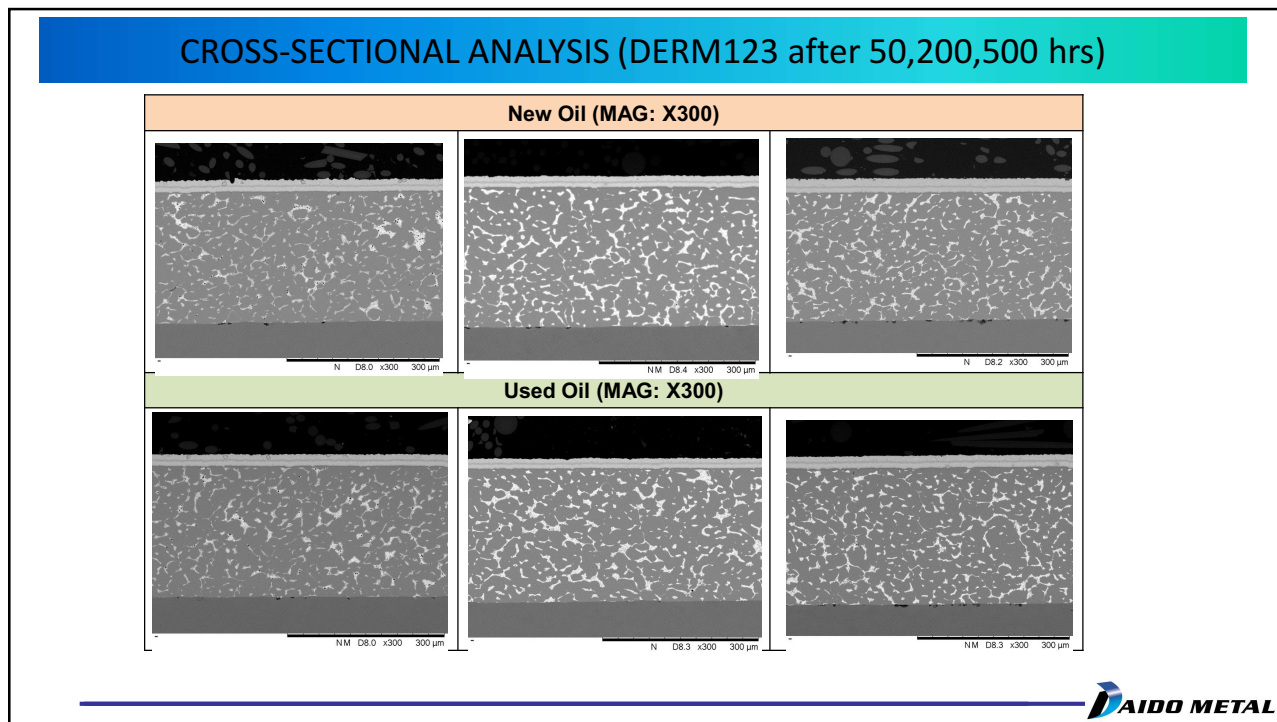 CROSS-SECTIONAL ANALYSIS (DERM123 after 50,200,500 hrs)
New Oil (MAG: X300)
N D8.0 x300 300 µm
NM D8.4 x300 300 µm
N D8.2 x300 300 µm
Used Oil (MAG: X300)
NM D8.0 x300 300 µm
N D8.3 x300 300 µm
NM D8.3 x300 300 µm
DAIDO METAL